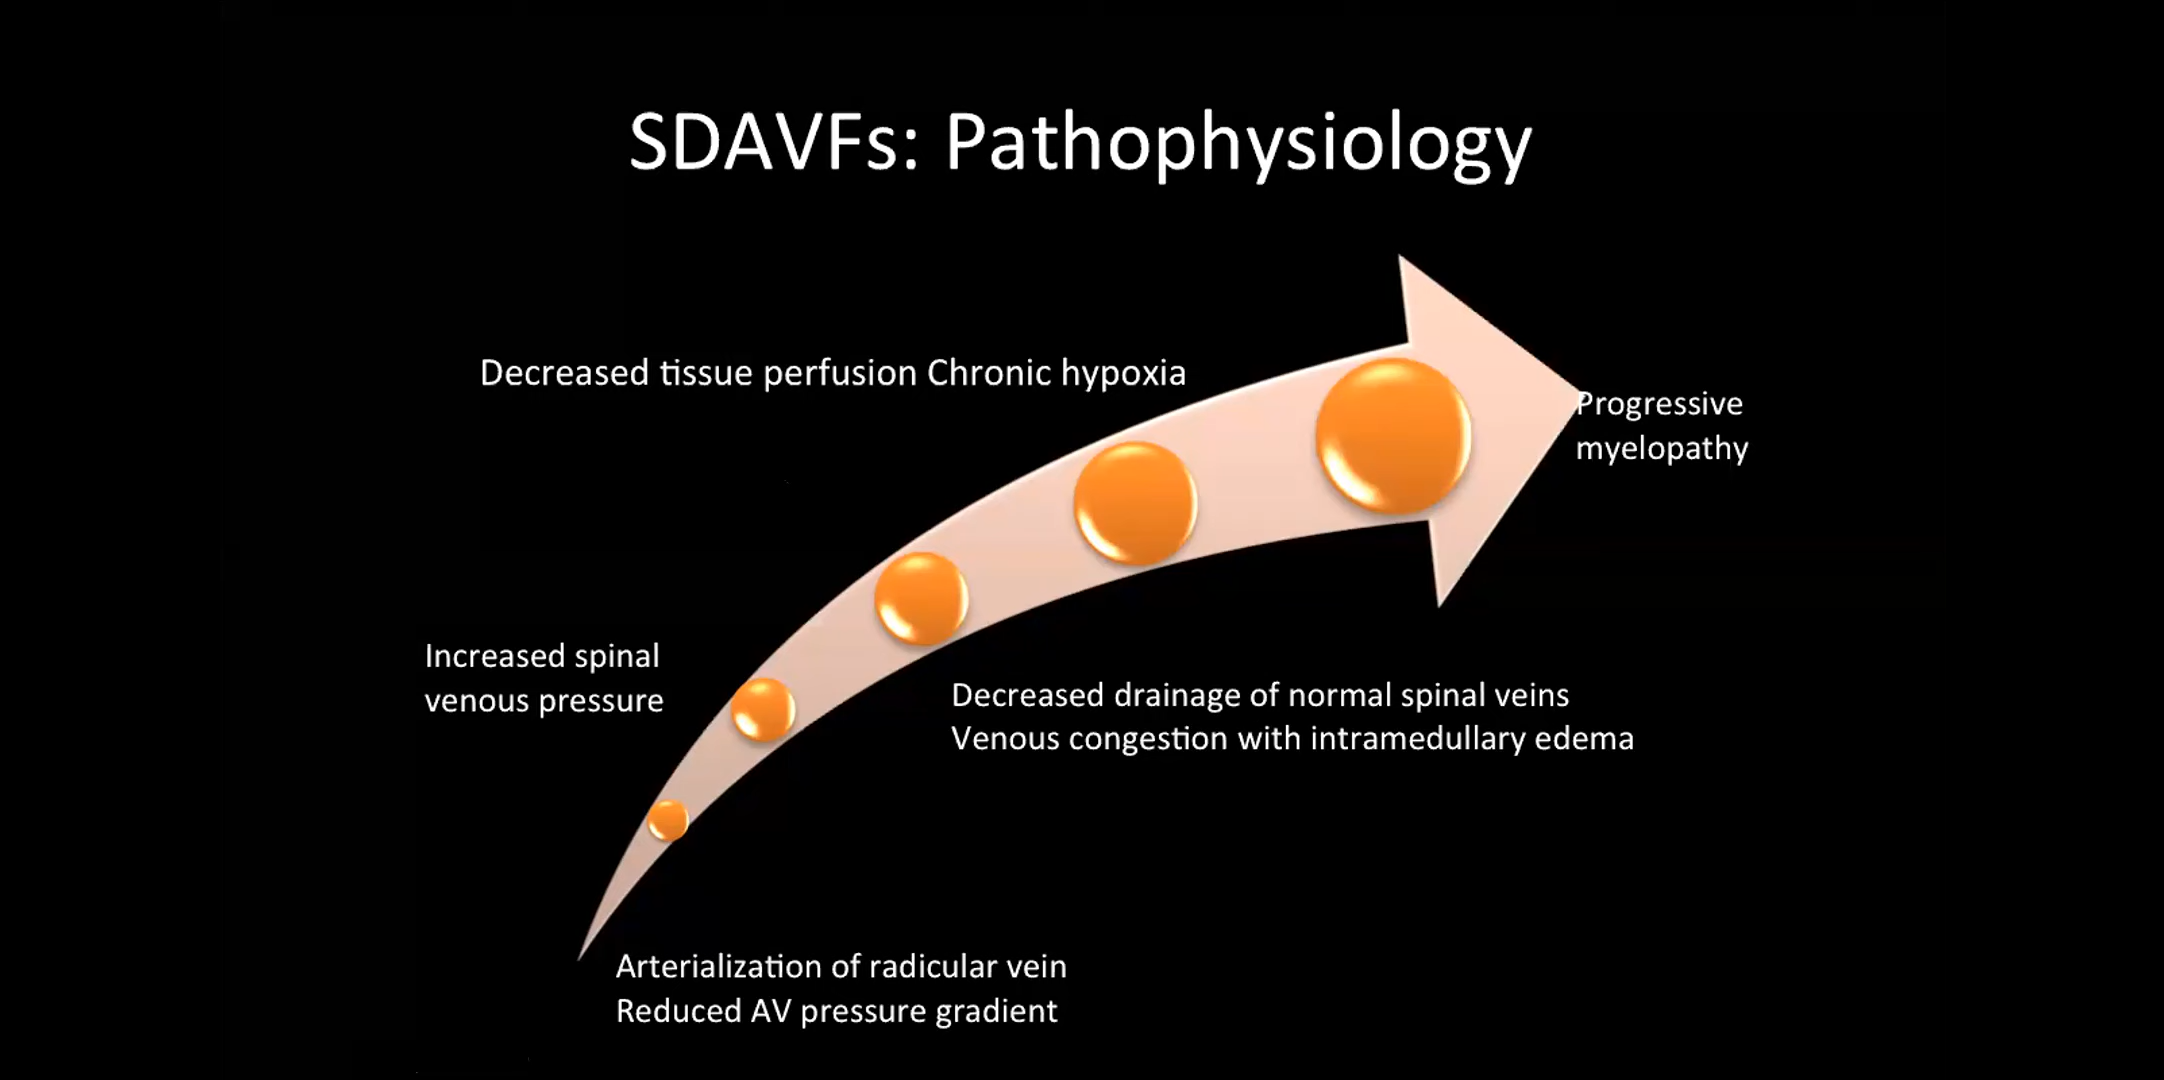 SDAVFs: Pathophysiology
Decreased tissue perfusion Chronic hypoxia
Progressive
myelopathy
Increased spinal
venous pressure
Decreased drainage of normal spinal veins
Venous congestion with intramedullary edema
Arterialization of radicular vein
Reduced AV pressure gradient